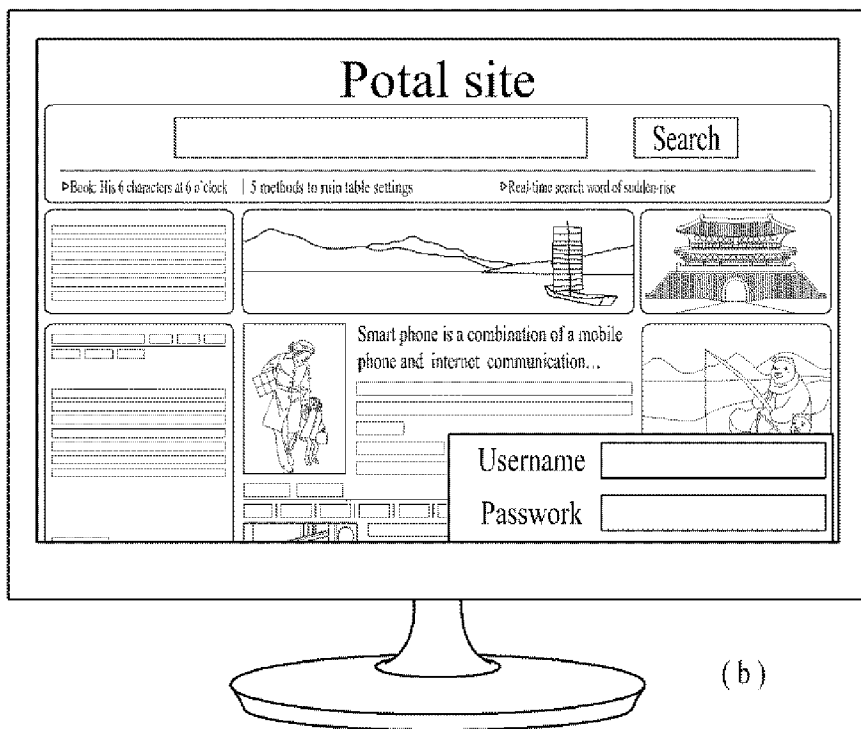 Potal site
Search
▷Book: His 6 characters at 6 o'clock | 5 methods to ruin table settings ▷Real-time search word of sudden-rise
Smart phone is a combination of a mobile
phone and internet communication...
Username
Passwork
(b)